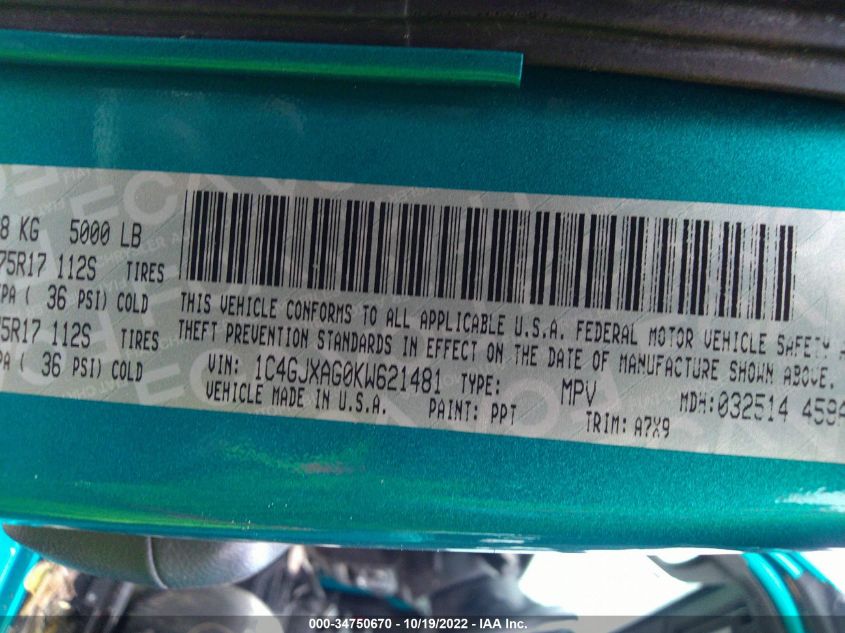 8 KG 5000 LB
75R17 112S TIRES
PA ( 36 PSI) COLD
75R17 112S TIRES
PA ( 36 PSI) COLD
THIS VEHICLE CONFORMS TO ALL APPLICABLE U.S.A. FEDERAL MOTOR VEHICLE SAFETY A
THEFT PREVENTION STANDARDS IN EFFECT ON THE DATE OF MANUFACTURE SHOWN ABOVE.
VIN: 1C4GJXAG0KW621481 TYPE: MPV MDH:032514 4594
VEHICLE MADE IN U.S.A. PAINT: PPT TRIM: A7X9
000-34750670 - 10/19/2022 - IAA Inc.